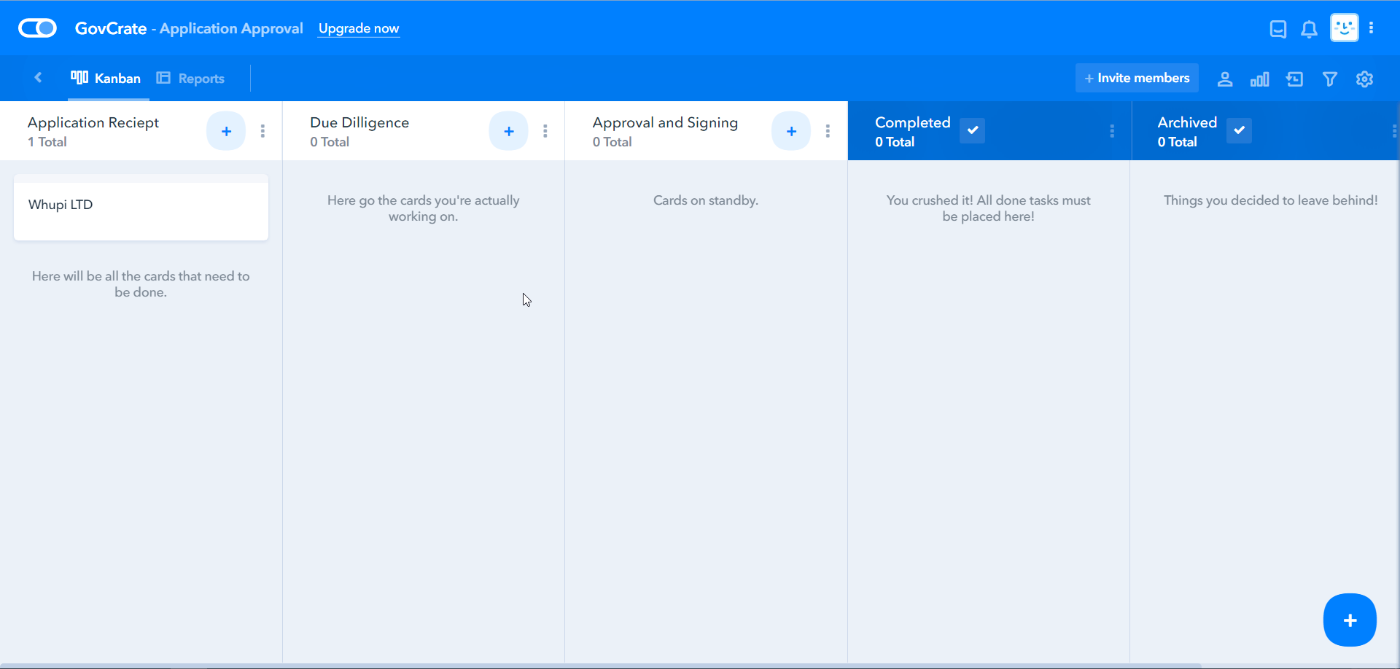 GovCrate - Application Approval Upgrade now
Kanban Reports
+ Invite members
Application Reciept
1 Total
+
Whupi LTD
Here will be all the cards that need to
be done.
Due Dilligence
0 Total
+
Here go the cards you're actually
working on.
Approval and Signing
0 Total
+
Cards on standby.
Completed
0 Total
You crushed it! All done tasks must
be placed here!
Archived
0 Total
Things you decided to leave behind!
+